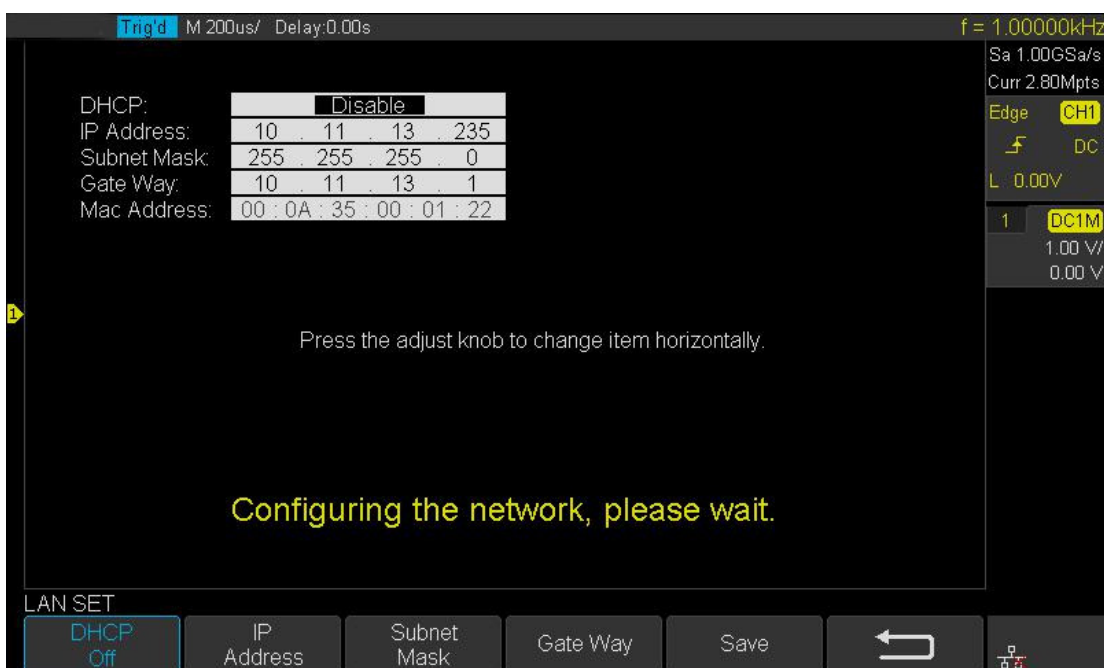 Trig'd M 200us/ Delay:0.00s f = 1.00000kHz
Sa 1.00GSa/s
Curr 2.80Mpts
Edge CH1
DC
L 0.00V
1 DC1M
1.00 V/
0.00 V
DHCP: Disable
IP Address: 10 . 11 . 13 . 235
Subnet Mask: 255 . 255 . 255 . 0
Gate Way: 10 . 11 . 13 . 1
Mac Address: 00 : 0A : 35 : 00 : 01 : 22
1
Press the adjust knob to change item horizontally.
Configuring the network, please wait.
LAN SET
DHCP
Off
IP
Address
Subnet
Mask
Gate Way
Save